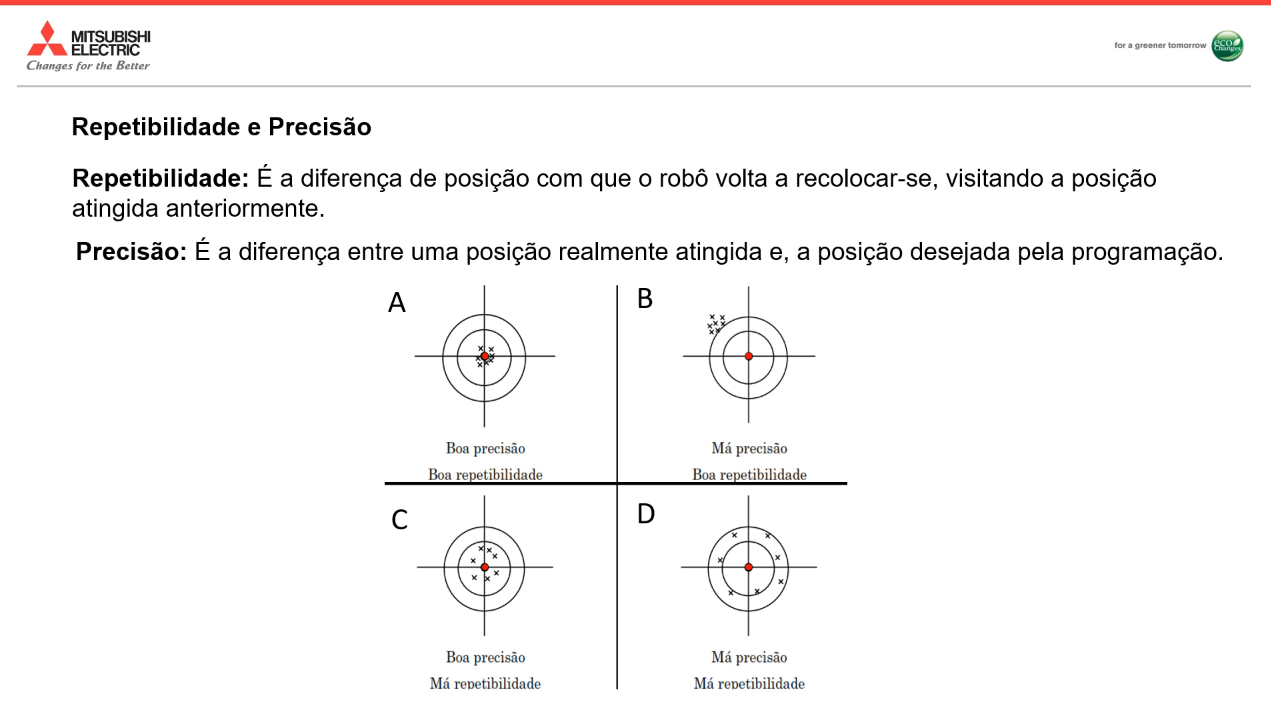 MITSUBISHI
ELECTRIC
Changes for the Better
for a greener tomorrow
eco
Changes
Repetibilidade e Precisão
Repetibilidade: É a diferença de posição com que o robô volta a recolocar-se, visitando a posição
atingida anteriormente.
Precisão: É a diferença entre uma posição realmente atingida e, a posição desejada pela programação.
A
B
Boa precisão
Boa repetibilidade
Má precisão
Boa repetibilidade
C
D
Boa precisão
Má repetibilidade
Má precisão
Má repetibilidade